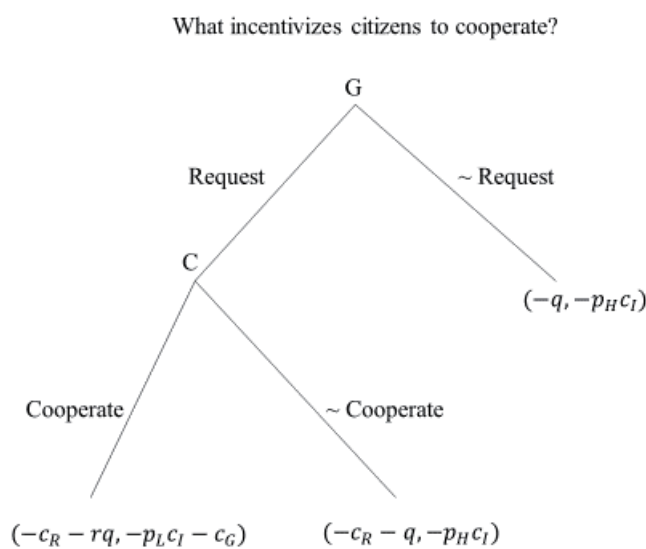 What incentivizes citizens to cooperate?
G
Request
~ Request
C
(−q, −p_H c_I)
Cooperate
~ Cooperate
(−c_R − rq, −p_L c_I − c_G)
(−c_R − q, −p_H c_I)